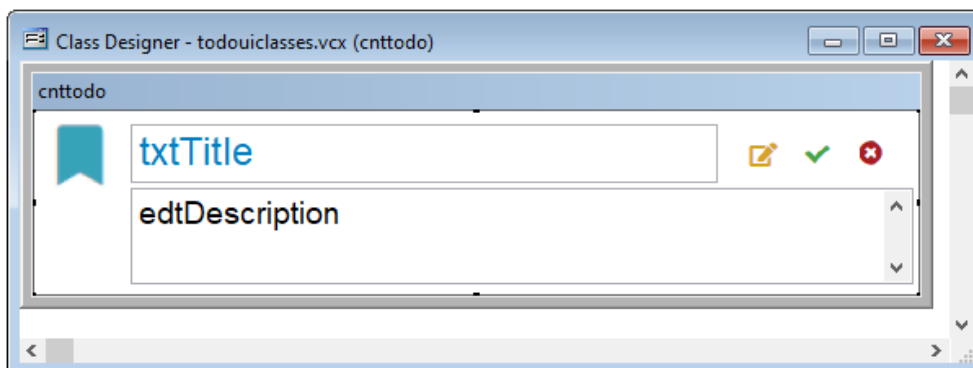 Class Designer - todouiclasses.vcx (cnttodo)
cnttodo
txtTitle
edtDescription